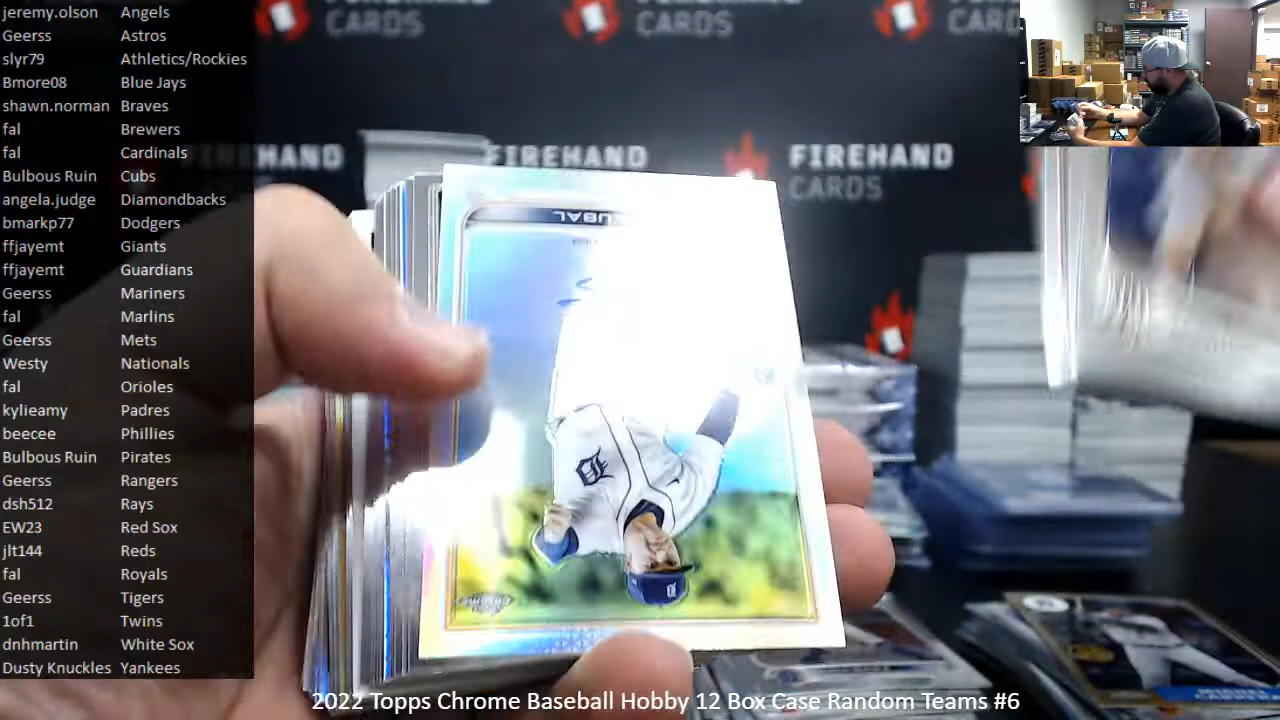 jeremy.olson Angels
Geerss Astros
slyr79 Athletics/Rockies
Bmore08 Blue Jays
shawn.norman Braves
fal Brewers
fal Cardinals
Bulbous Ruin Cubs
angela.judge Diamondbacks
bmarkp77 Dodgers
ffjayemt Giants
ffjayemt Guardians
Geerss Mariners
fal Marlins
Geerss Mets
Westy Nationals
fal Orioles
kylieamy Padres
beecee Phillies
Bulbous Ruin Pirates
Geerss Rangers
dsh512 Rays
EW23 Red Sox
jlt144 Reds
fal Royals
Geerss Tigers
1of1 Twins
dnhmartin White Sox
Dusty Knuckles Yankees
CARDS
CARDS
CARDS
HAND
FIREHAND
FIREHAND
CARDS
UBAL
D
Chrome
2022 Topps Chrome Baseball Hobby 12 Box Case Random Teams #6